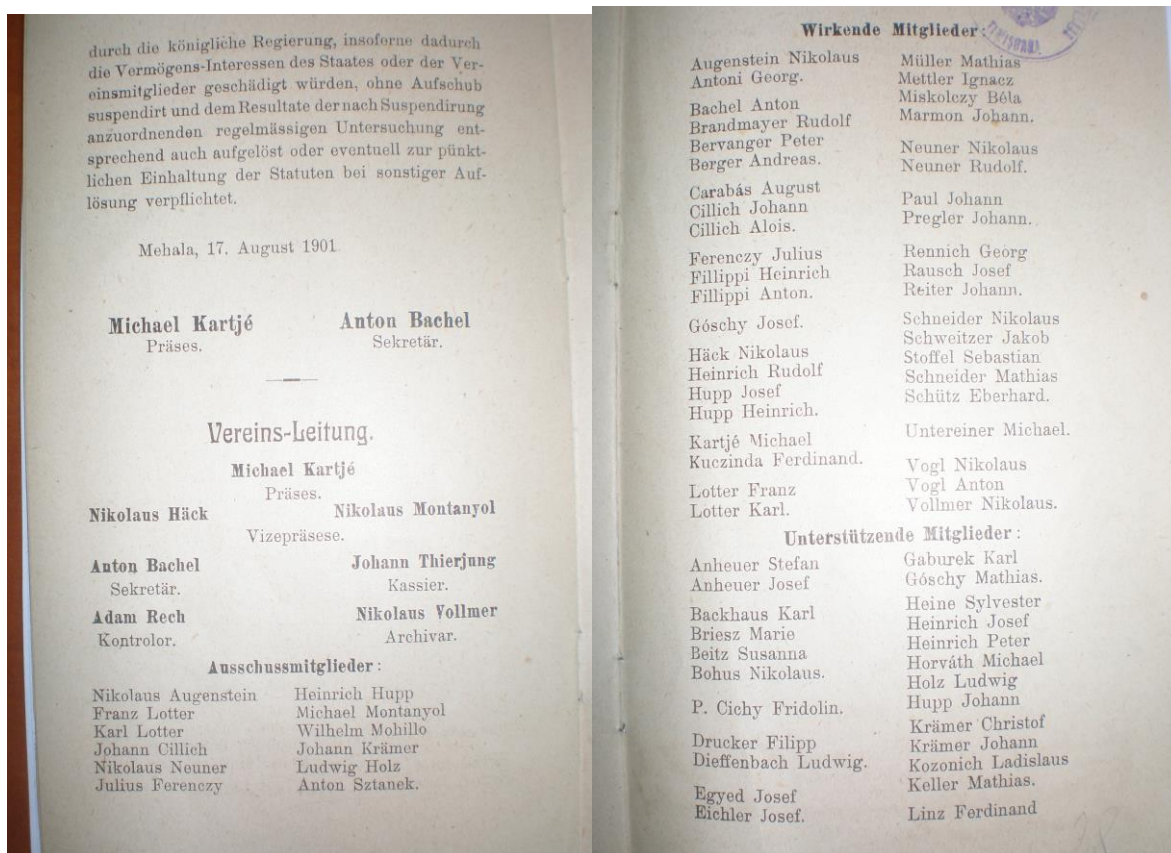 durch die königliche Regierung, insoferne dadurch
die Vermögens-Interessen des Staates oder der Ver-
einsmitglieder geschädigt würden, ohne Aufschub
suspendirt und dem Resultate der nach Suspendirung
anzuordnenden regelmässigen Untersuchung ent-
sprechend auch aufgelöst oder eventuell zur pünkt-
lichen Einhaltung der Statuten bei sonstiger Auf-
lösung verpflichtet.
Mehala, 17. August 1901
Michael Kartjé Anton Bachel
Präses. Sekretär.
Vereins-Leitung.
Michael Kartjé
Präses.
Nikolaus Häck Nikolaus Montanyol
Vizepräsese.
Anton Bachel Johann Thierjung
Sekretär. Kassier.
Adam Rech Nikolaus Vollmer
Kontrolor. Archivar.
Ausschussmitglieder:
Nikolaus Augenstein Heinrich Hupp
Franz Lotter Michael Montanyol
Karl Lotter Wilhelm Mohillo
Johann Cillich Johann Krämer
Nikolaus Neuner Ludwig Holz
Julius Ferenczy Anton Sztanek.
Wirkende Mitglieder:
Augenstein Nikolaus
Antoni Georg.
Bachel Anton
Brandmayer Rudolf
Bervanger Peter
Berger Andreas.
Carabás August
Cillich Johann
Cillich Alois.
Ferenczy Julius
Fillippi Heinrich
Fillippi Anton.
Góschy Josef.
Häck Nikolaus
Heinrich Rudolf
Hupp Josef
Hupp Heinrich.
Kartjé Michael
Kuczinda Ferdinand.
Lotter Franz
Lotter Karl.
Müller Mathias
Mettler Ignacz
Miskolczy Béla
Marmon Johann.
Neuner Nikolaus
Neuner Rudolf.
Paul Johann
Pregler Johann.
Rennich Georg
Rausch Josef
Reiter Johann.
Schneider Nikolaus
Schweitzer Jakob
Stoffel Sebastian
Schneider Mathias
Schütz Eberhard.
Untereiner Michael.
Vogl Nikolaus
Vogl Anton
Vollmer Nikolaus.
Unterstützende Mitglieder:
Anheuer Stefan
Anheuer Josef
Backhaus Karl
Briesz Marie
Beitz Susanna
Bohus Nikolaus.
P. Cichy Fridolin.
Drucker Filipp
Dieffenbach Ludwig.
Egyed Josef
Eichler Josef.
Gaburek Karl
Góschy Mathias.
Heine Sylvester
Heinrich Josef
Heinrich Peter
Horváth Michael
Holz Ludwig
Hupp Johann
Krämer Christof
Krämer Johann
Kozonich Ladislaus
Keller Mathias.
Linz Ferdinand